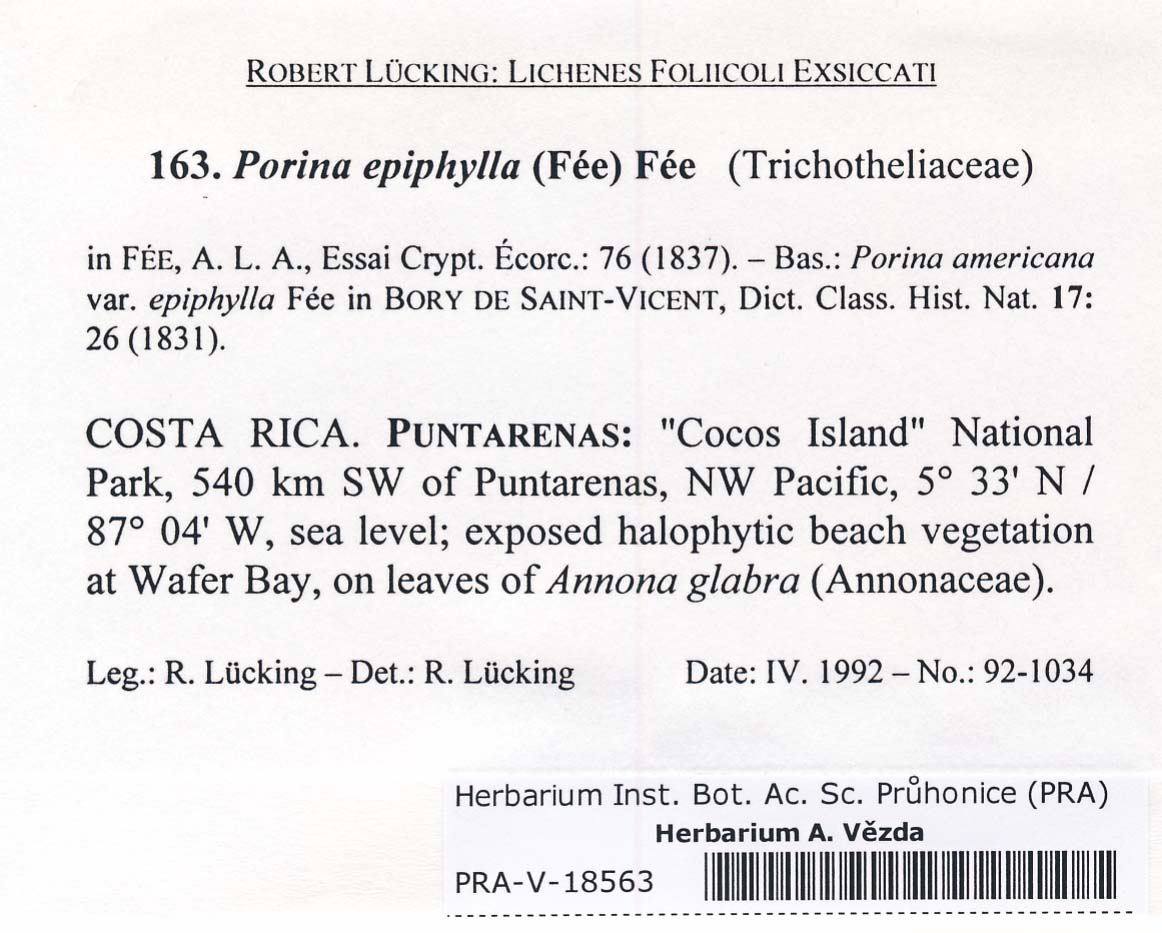 ROBERT LÜCKING: LICHENES FOLIICOLI EXSICCATI
163. Porina epiphylla (Fée) Fée (Trichotheliaceae)
in FÉE, A. L. A., Essai Crypt. Écorc.: 76 (1837). – Bas.: Porina americana
var. epiphylla Fée in BORY DE SAINT-VICENT, Dict. Class. Hist. Nat. 17:
26 (1831).
COSTA RICA. PUNTARENAS: "Cocos Island" National
Park, 540 km SW of Puntarenas, NW Pacific, 5° 33' N /
87° 04' W, sea level; exposed halophytic beach vegetation
at Wafer Bay, on leaves of Annona glabra (Annonaceae).
Leg.: R. Lücking – Det.: R. Lücking Date: IV. 1992 – No.: 92-1034
Herbarium Inst. Bot. Ac. Sc. Průhonice (PRA)
Herbarium A. Vězda
PRA-V-18563